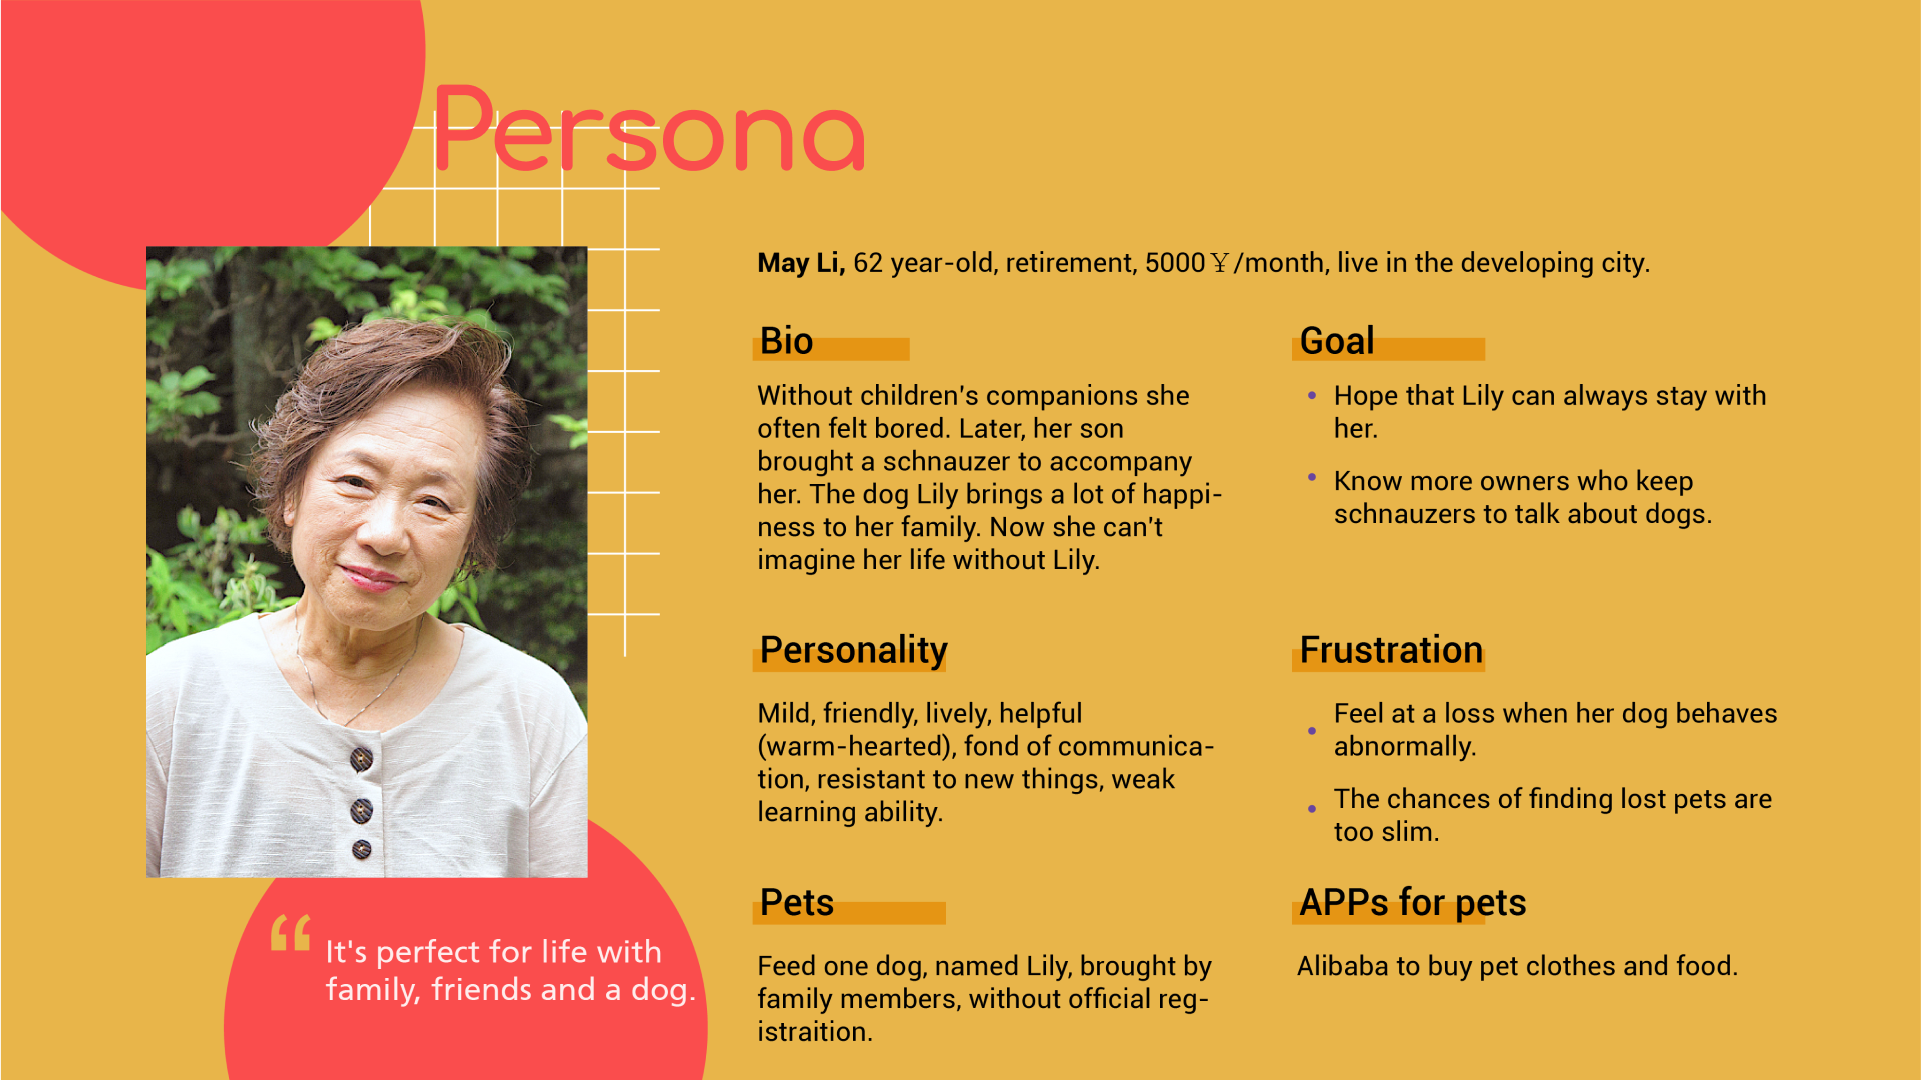 Persona
May Li, 62 year-old, retirement, 5000￥/month, live in the developing city.
Bio
Without children's companions she
often felt bored. Later, her son
brought a schnauzer to accompany
her. The dog Lily brings a lot of happi-
ness to her family. Now she can't
imagine her life without Lily.
Goal
• Hope that Lily can always stay with
her.
• Know more owners who keep
schnauzers to talk about dogs.
Personality
Mild, friendly, lively, helpful
(warm-hearted), fond of communica-
tion, resistant to new things, weak
learning ability.
Frustration
• Feel at a loss when her dog behaves
abnormally.
• The chances of finding lost pets are
too slim.
Pets
Feed one dog, named Lily, brought by
family members, without official reg-
istraition.
APPs for pets
Alibaba to buy pet clothes and food.
“ It's perfect for life with
family, friends and a dog.